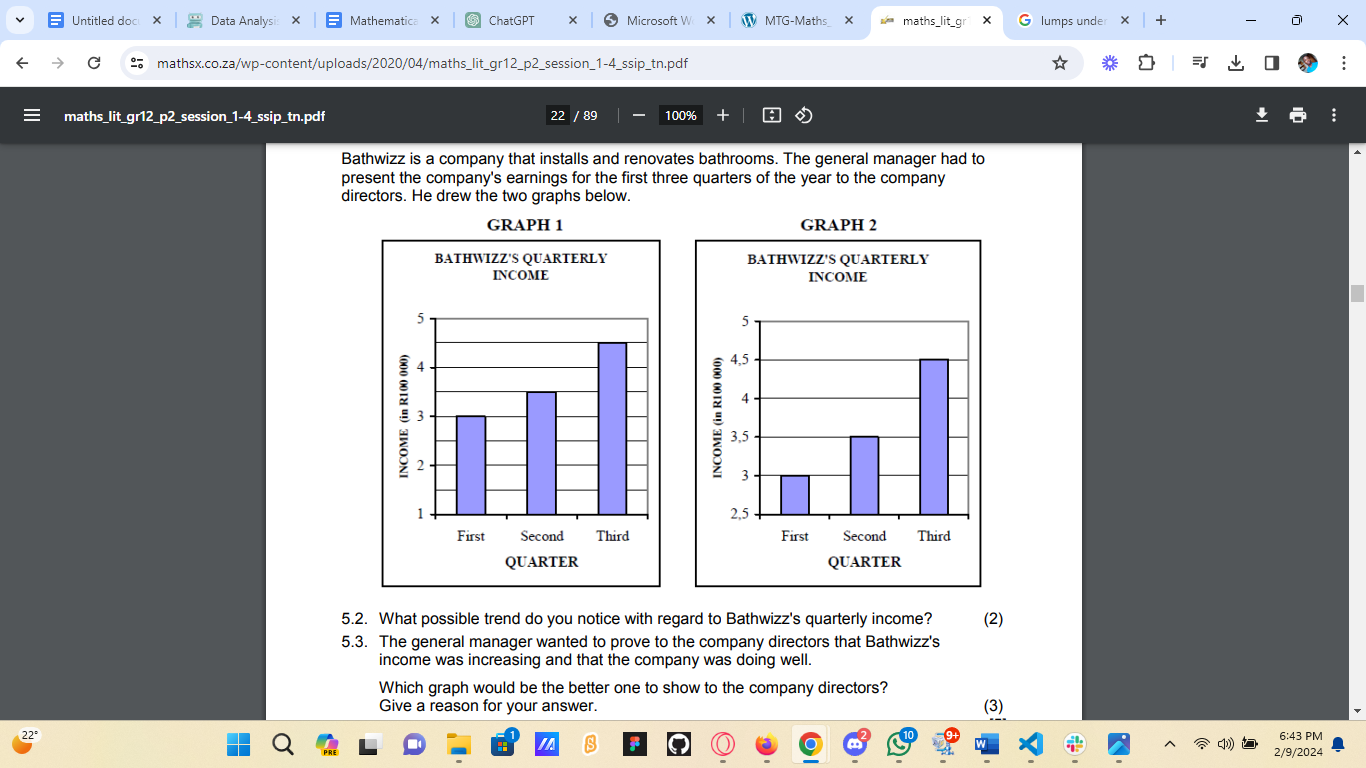 Untitled doc
Data Analysi
Mathematica
ChatGPT
Microsoft W
MTG-Maths_
maths_lit_gr
lumps under
mathsx.co.za/wp-content/uploads/2020/04/maths_lit_gr12_p2_session_1-4_ssip_tn.pdf
maths_lit_gr12_p2_session_1-4_ssip_tn.pdf
22 / 89
100%
Bathwizz is a company that installs and renovates bathrooms. The general manager had to
present the company's earnings for the first three quarters of the year to the company
directors. He drew the two graphs below.
GRAPH 1
BATHWIZZ'S QUARTERLY
INCOME
INCOME (in R100 000)
5
4
3
2
1
First Second Third
QUARTER
GRAPH 2
BATHWIZZ'S QUARTERLY
INCOME
INCOME (in R100 000)
5
4,5
4
3,5
3
2,5
First Second Third
QUARTER
5.2. What possible trend do you notice with regard to Bathwizz's quarterly income? (2)
5.3. The general manager wanted to prove to the company directors that Bathwizz's
income was increasing and that the company was doing well.
Which graph would be the better one to show to the company directors?
Give a reason for your answer. (3)
22°
PRE
1
2
10
9+
6:43 PM
2/9/2024